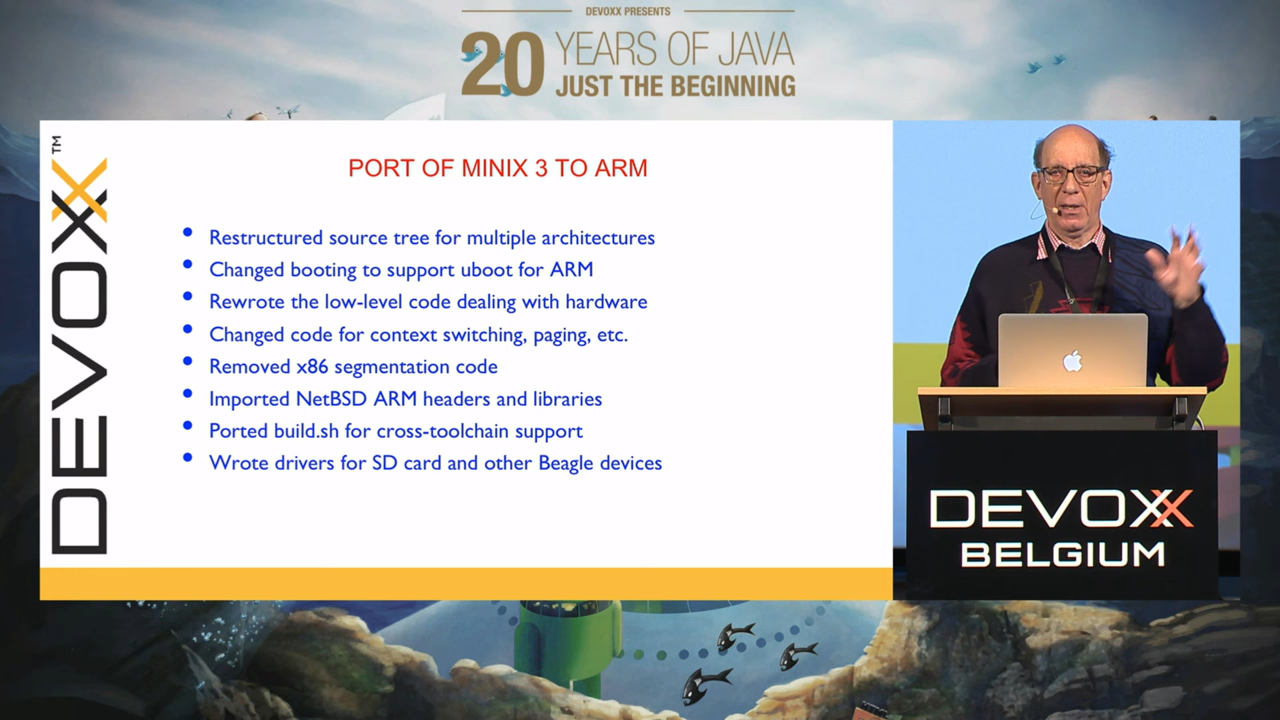 DEVOXX PRESENTS
20 YEARS OF JAVA
JUST THE BEGINNING
DEVOXX™
PORT OF MINIX 3 TO ARM
• Restructured source tree for multiple architectures
• Changed booting to support uboot for ARM
• Rewrote the low-level code dealing with hardware
• Changed code for context switching, paging, etc.
• Removed x86 segmentation code
• Imported NetBSD ARM headers and libraries
• Ported build.sh for cross-toolchain support
• Wrote drivers for SD card and other Beagle devices
DEVOXX
BELGIUM